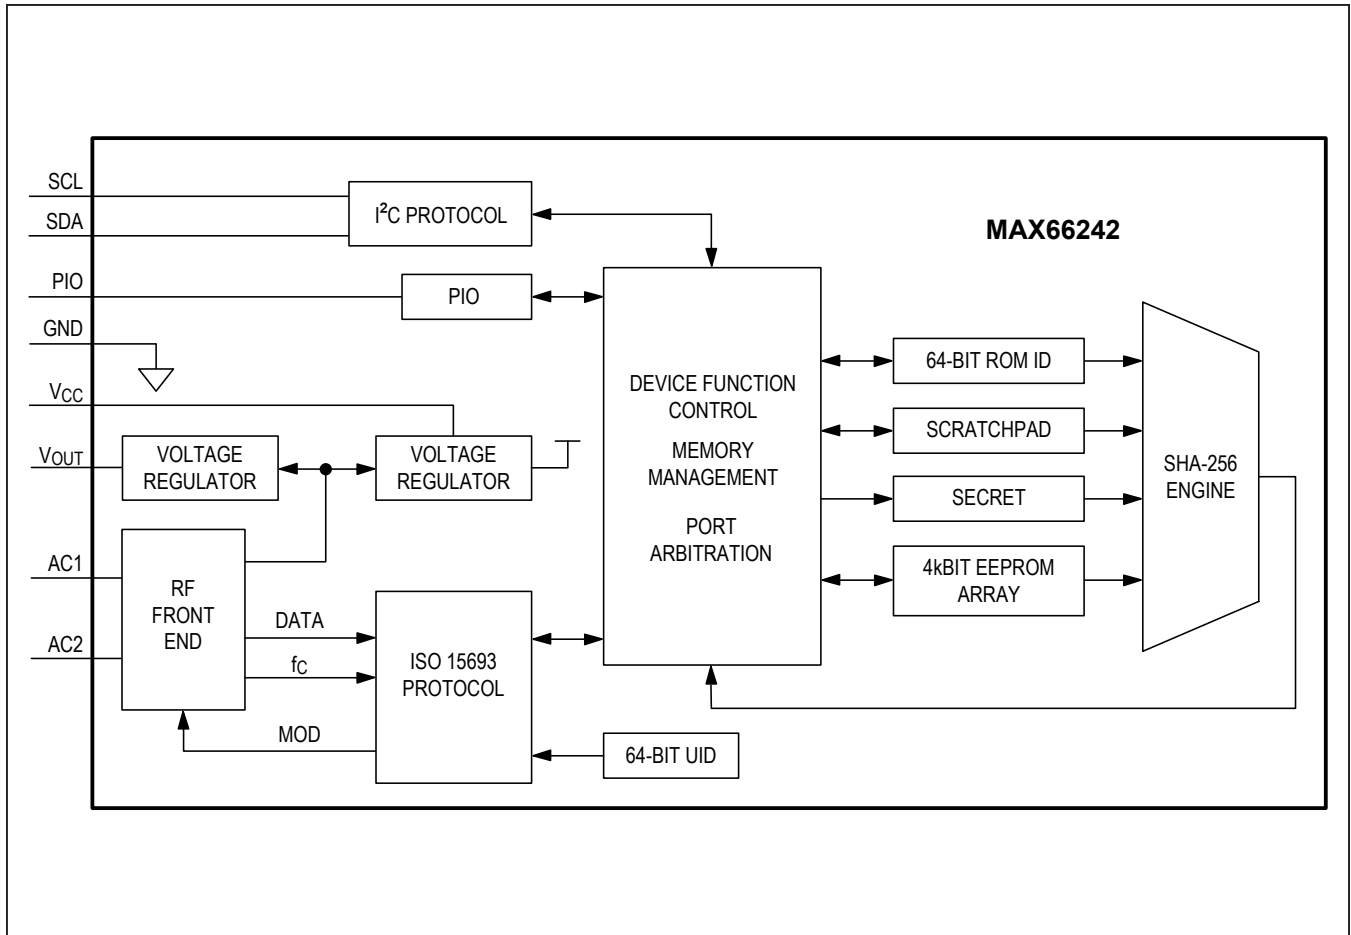 SCL
SDA
I²C PROTOCOL
MAX66242
PIO
PIO
GND
VCC
VOUT
VOLTAGE
REGULATOR
VOLTAGE
REGULATOR
DEVICE FUNCTION
CONTROL
MEMORY
MANAGEMENT
PORT
ARBITRATION
64-BIT ROM ID
SCRATCHPAD
SECRET
4kBIT EEPROM
ARRAY
SHA-256
ENGINE
AC1
AC2
RF
FRONT
END
DATA
fC
MOD
ISO 15693
PROTOCOL
64-BIT UID